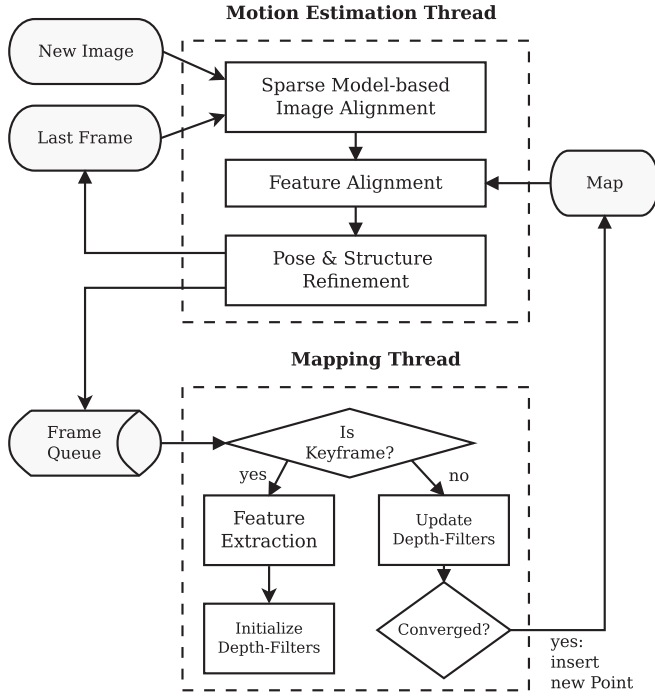 Motion Estimation Thread
New Image
Sparse Model-based
Image Alignment
Last Frame
Feature Alignment
Map
Pose & Structure
Refinement
Mapping Thread
Frame
Queue
Is
Keyframe?
yes
no
Feature
Extraction
Update
Depth-Filters
Initialize
Depth-Filters
Converged?
yes:
insert
new Point